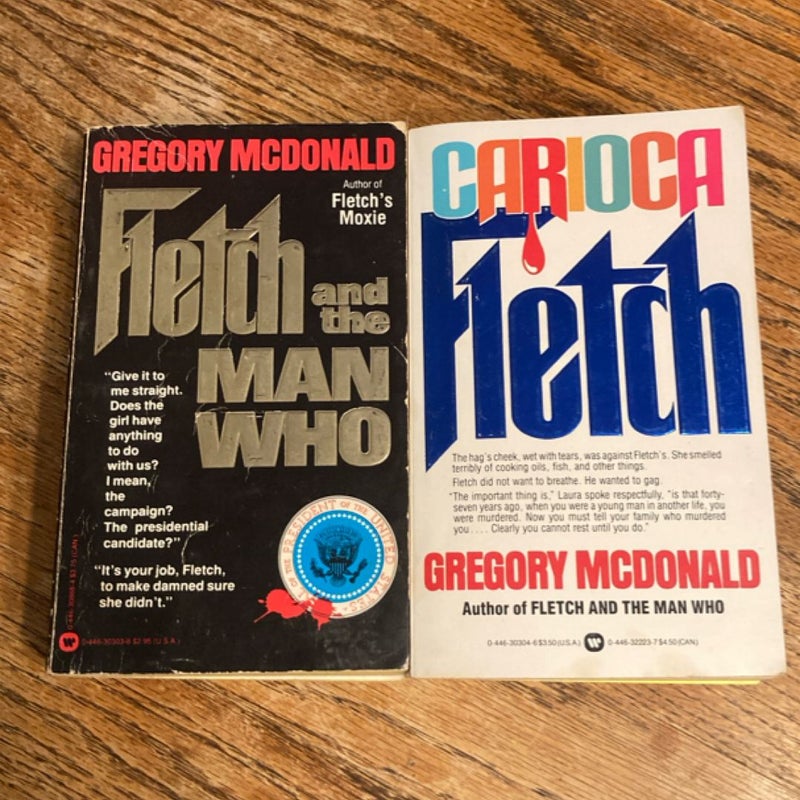 GREGORY MCDONALD
Author of
Fletch's
Moxie
Fletch
and
the
MAN
WHO
"Give it to
me straight.
Does the
girl have
anything
to do
with us?
I mean,
the
campaign?
The presidential
candidate?"
"It's your job, Fletch,
to make damned sure
she didn't."
PRESIDENT OF THE UNITED STATES
0-446-30303-8 $2.95 (U.S.A.)
CARIOCA
Fletch
The hag's cheek, wet with tears, was against Fletch's. She smelled
terribly of cooking oils, fish, and other things.
Fletch did not want to breathe. He wanted to gag.
"The important thing is," Laura spoke respectfully, "is that forty-
seven years ago, when you were a young man in another life, you
were murdered. Now you must tell your family who murdered
you . . . . Clearly you cannot rest until you do."
GREGORY MCDONALD
Author of FLETCH AND THE MAN WHO
0-446-30304-6 $3.50 (U.S.A.)
0-446-32223-7 $4.50 (CAN.)